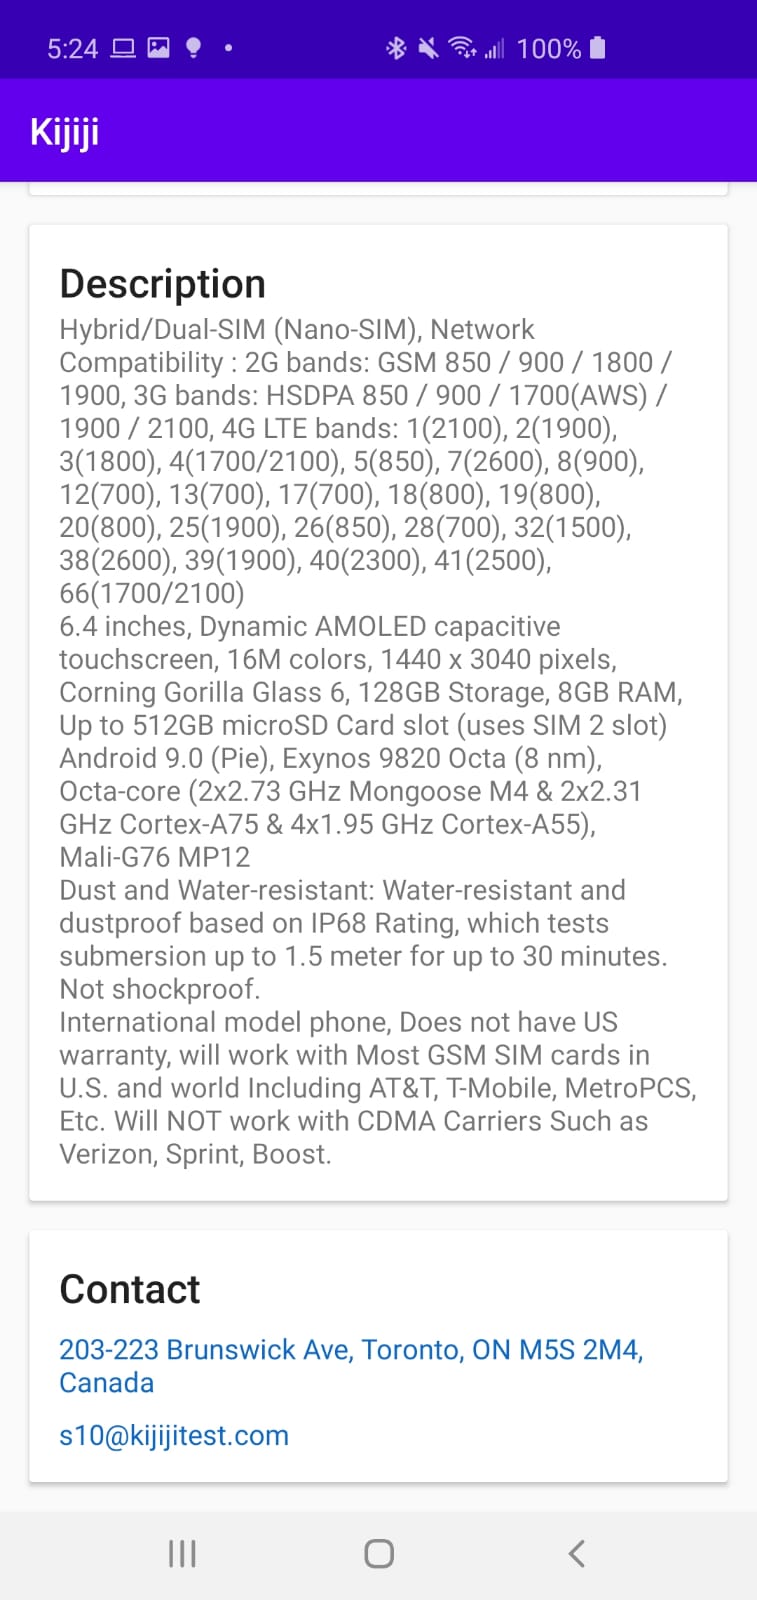 5:24
100%
Kijiji
Description
Hybrid/Dual-SIM (Nano-SIM), Network
Compatibility : 2G bands: GSM 850 / 900 / 1800 /
1900, 3G bands: HSDPA 850 / 900 / 1700(AWS) /
1900 / 2100, 4G LTE bands: 1(2100), 2(1900),
3(1800), 4(1700/2100), 5(850), 7(2600), 8(900),
12(700), 13(700), 17(700), 18(800), 19(800),
20(800), 25(1900), 26(850), 28(700), 32(1500),
38(2600), 39(1900), 40(2300), 41(2500),
66(1700/2100)
6.4 inches, Dynamic AMOLED capacitive
touchscreen, 16M colors, 1440 x 3040 pixels,
Corning Gorilla Glass 6, 128GB Storage, 8GB RAM,
Up to 512GB microSD Card slot (uses SIM 2 slot)
Android 9.0 (Pie), Exynos 9820 Octa (8 nm),
Octa-core (2x2.73 GHz Mongoose M4 & 2x2.31
GHz Cortex-A75 & 4x1.95 GHz Cortex-A55),
Mali-G76 MP12
Dust and Water-resistant: Water-resistant and
dustproof based on IP68 Rating, which tests
submersion up to 1.5 meter for up to 30 minutes.
Not shockproof.
International model phone, Does not have US
warranty, will work with Most GSM SIM cards in
U.S. and world Including AT&T, T-Mobile, MetroPCS,
Etc. Will NOT work with CDMA Carriers Such as
Verizon, Sprint, Boost.
Contact
203-223 Brunswick Ave, Toronto, ON M5S 2M4,
Canada
s10@kijijitest.com